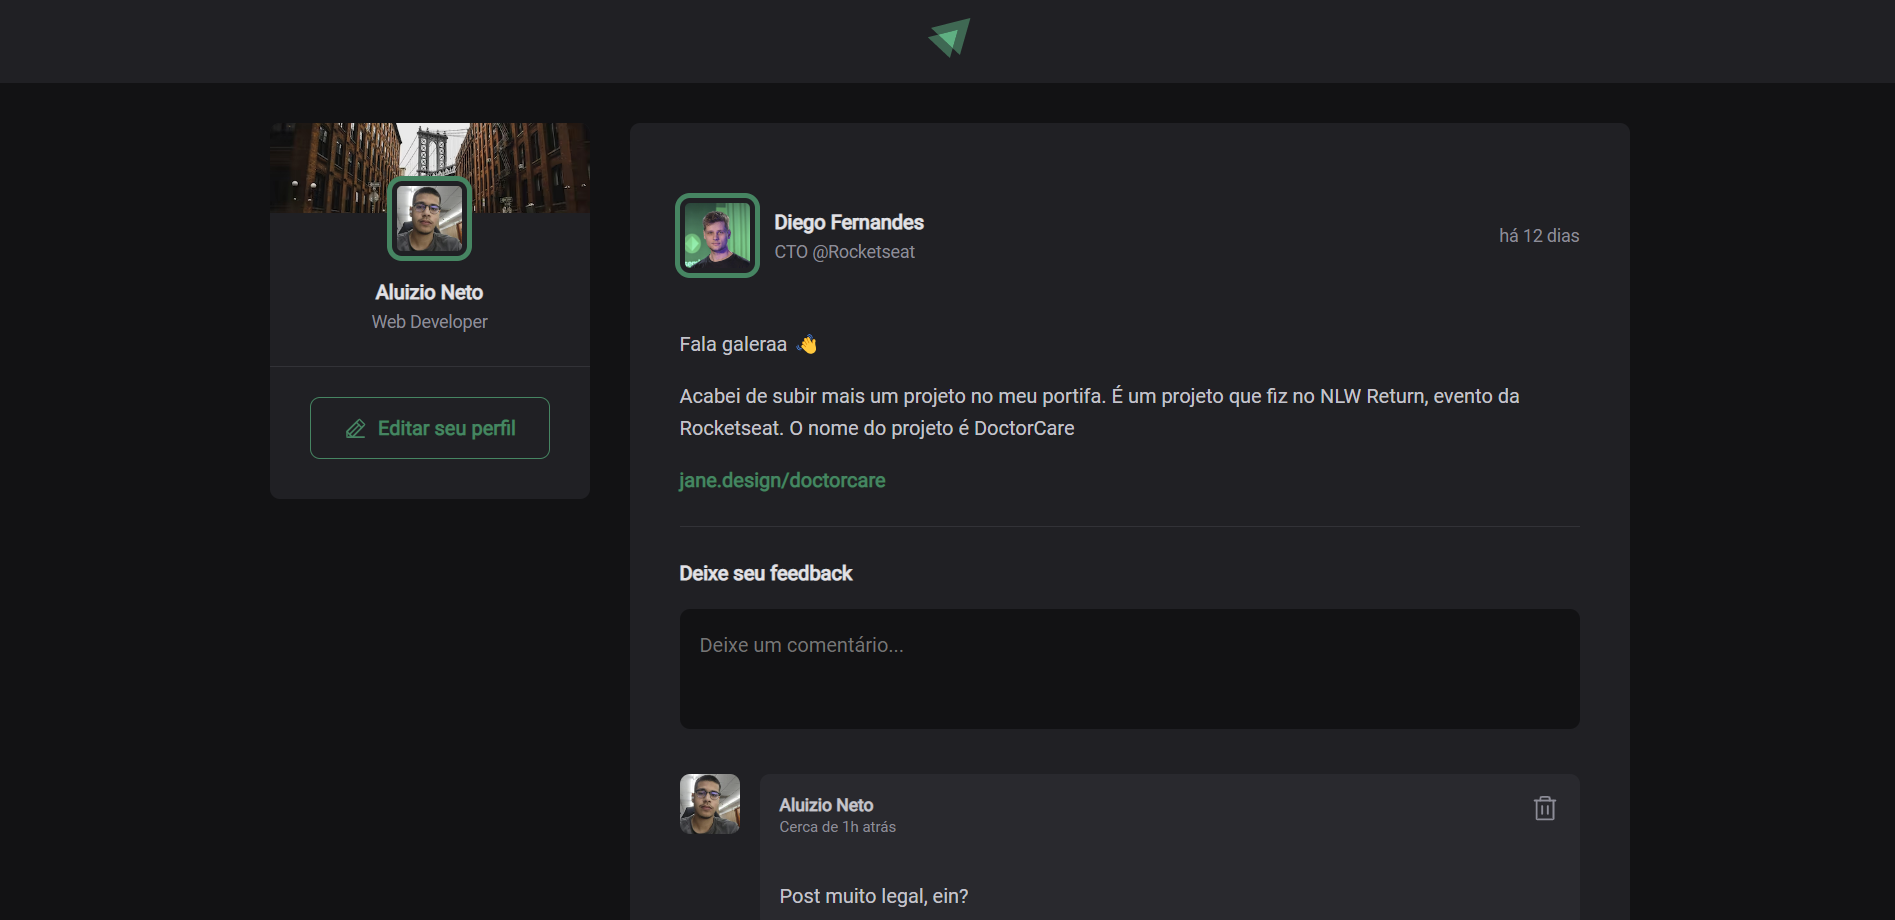 Aluizio Neto
Web Developer
Editar seu perfil
Diego Fernandes
CTO @Rocketseat
há 12 dias
Fala galeraa 👋
Acabei de subir mais um projeto no meu portifa. É um projeto que fiz no NLW Return, evento da
Rocketseat. O nome do projeto é DoctorCare
jane.design/doctorcare
Deixe seu feedback
Deixe um comentário...
Aluizio Neto
Cerca de 1h atrás
Post muito legal, ein?